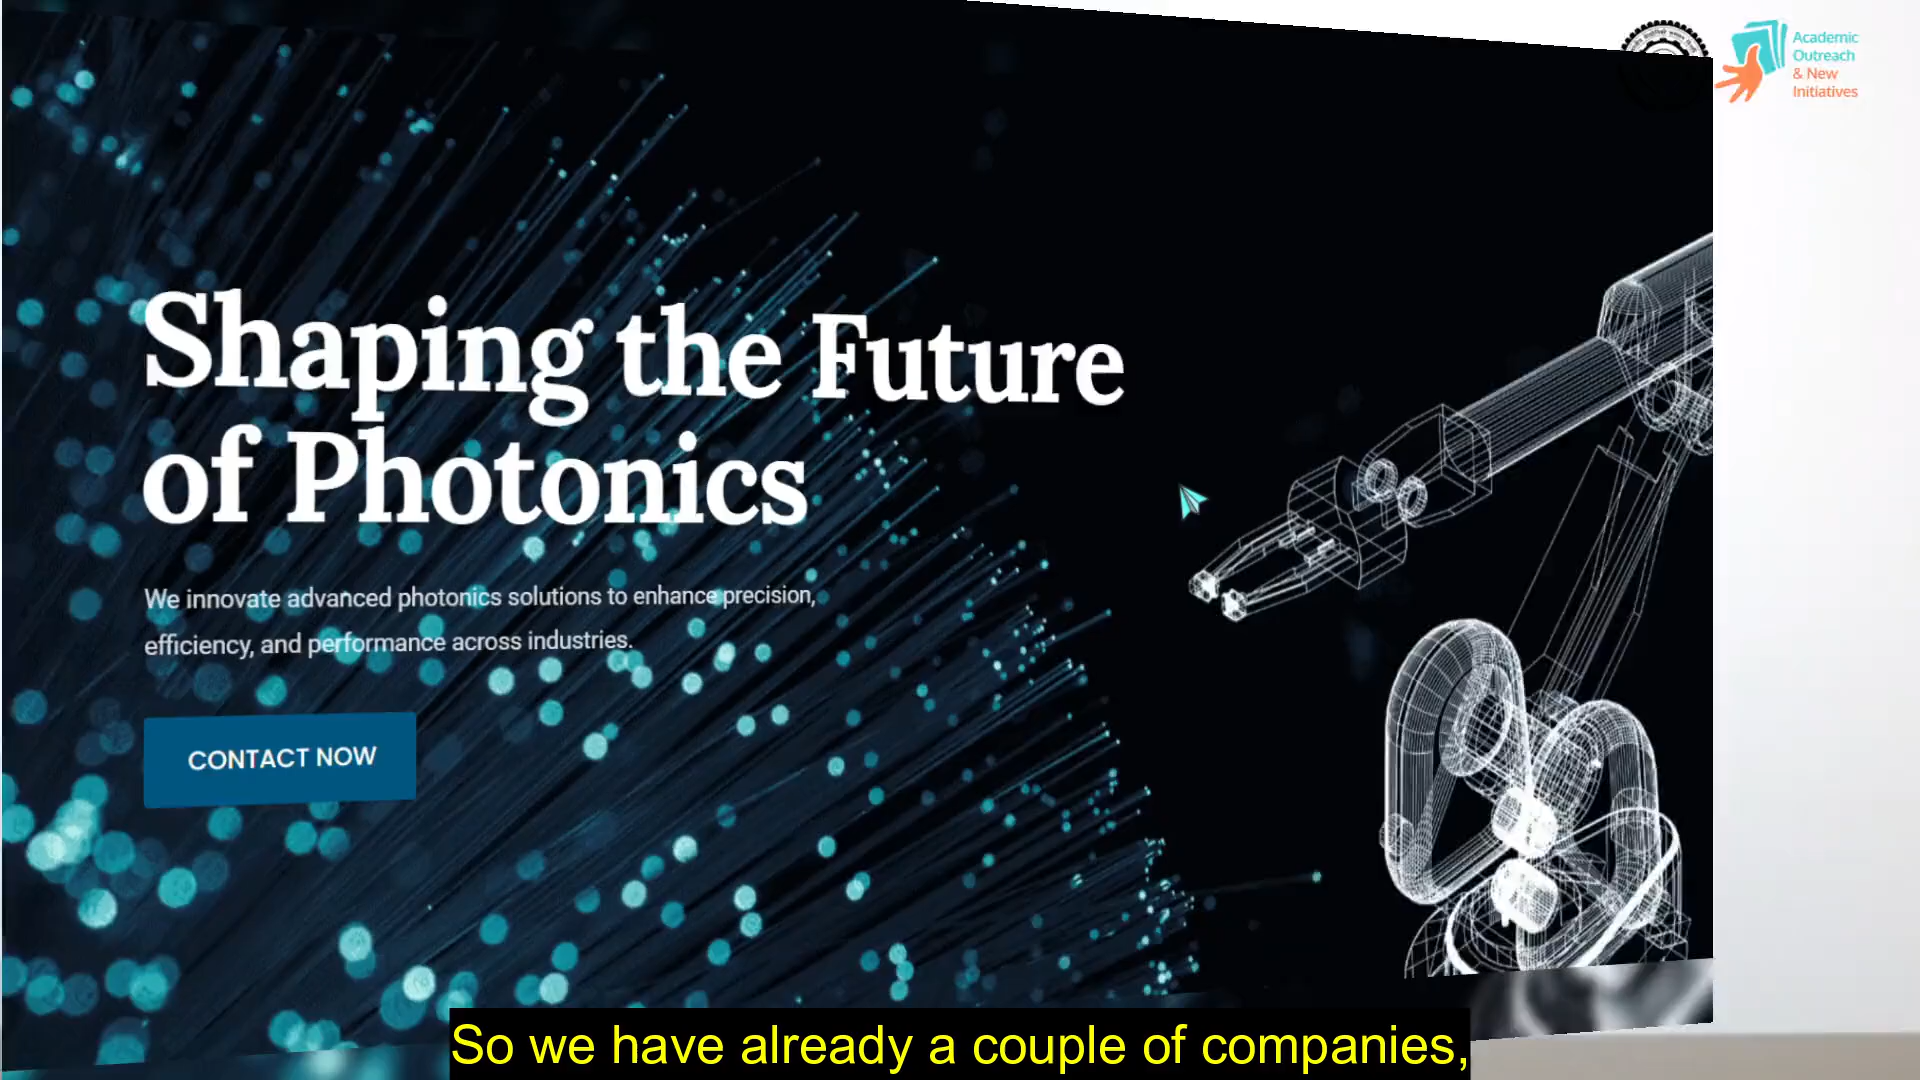 Academic
Outreach
& New
Initiatives
Shaping the Future
of Photonics
We innovate advanced photonics solutions to enhance precision,
efficiency, and performance across industries.
CONTACT NOW
So we have already a couple of companies,